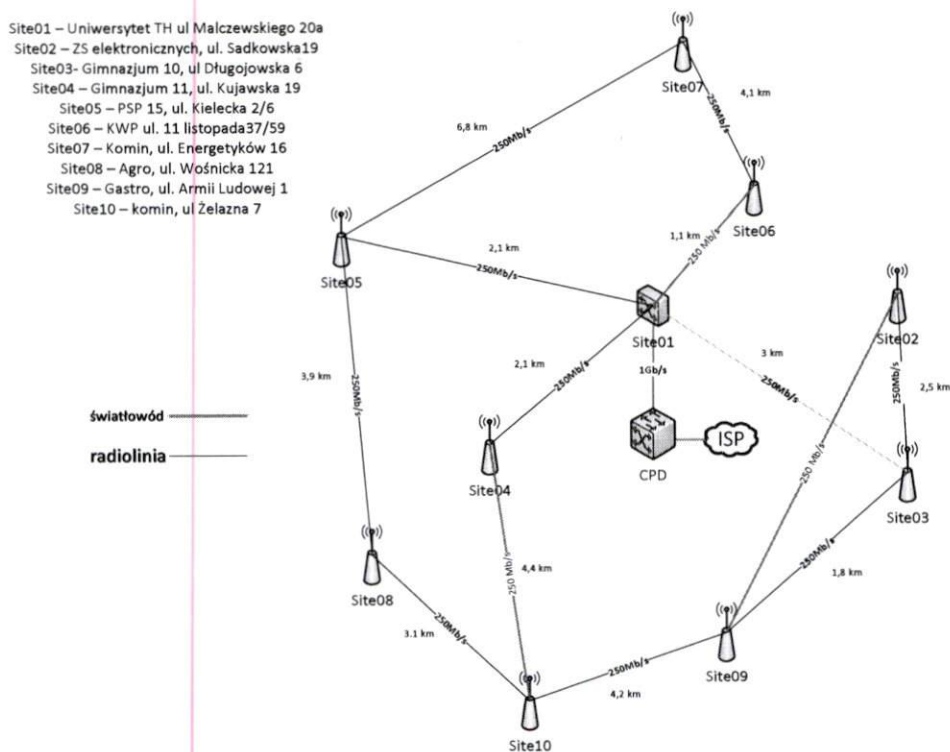 Site01 – Uniwersytet TH ul Malczewskiego 20a
Site02 – ZS elektronicznych, ul. Sadkowska19
Site03- Gimnazjum 10, ul Długojowska 6
Site04 – Gimnazjum 11, ul. Kujawska 19
Site05 – PSP 15, ul. Kielecka 2/6
Site06 – KWP ul. 11 listopada37/59
Site07 – Komin, ul. Energetyków 16
Site08 – Agro, ul. Wośnicka 121
Site09 – Gastro, ul. Armii Ludowej 1
Site10 – komin, ul Żelazna 7
Site07
4,1 km
250Mb/s
6,8 km
250Mb/s
Site06
1,1 km
250 Mb/s
2,1 km
250Mb/s
Site05
Site01
Site02
3 km
250Mb/s
2,1 km
250Mb/s
1Gb/s
3,9 km
250Mb/s
2,5 km
250Mb/s
światłowód
radiolinia
ISP
CPD
Site04
250 Mb/s
Site03
4,4 km
250 Mb/s
250Mb/s
1,8 km
Site08
3.1 km
250Mb/s
250Mb/s
4,2 km
Site09
Site10